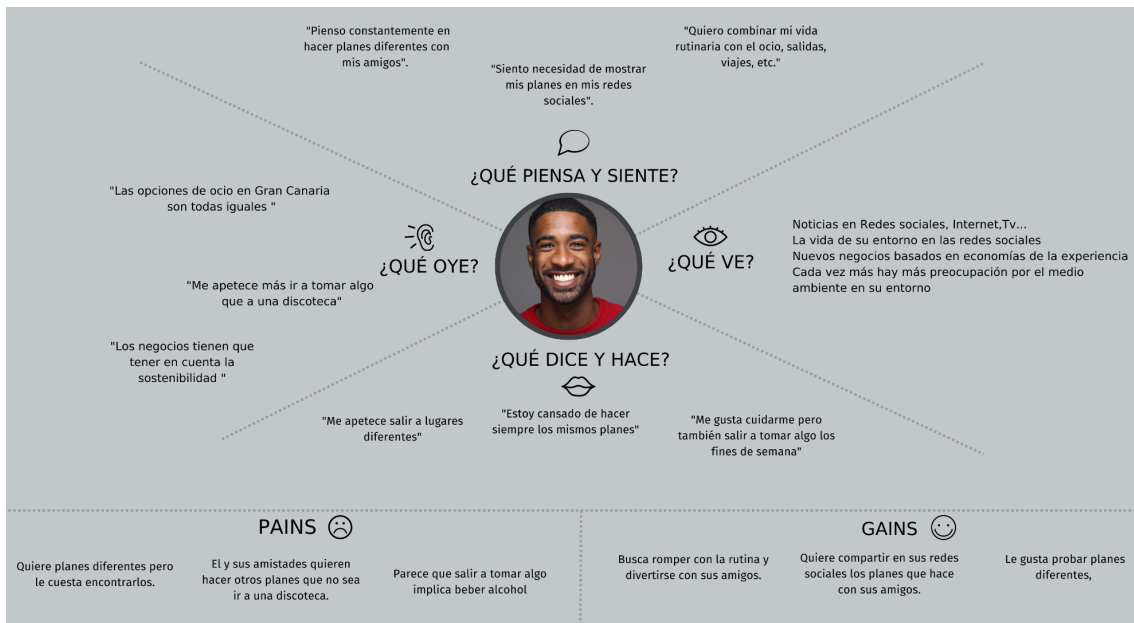 "Pienso constantemente en
hacer planes diferentes con
mis amigos".
"Siento necesidad de mostrar
mis planes en mis redes
sociales".
"Quiero combinar mi vida
rutinaria con el ocio, salidas,
viajes, etc."
¿QUÉ PIENSA Y SIENTE?
"Las opciones de ocio en Gran Canaria
son todas iguales "
¿QUÉ OYE?
"Me apetece más ir a tomar algo
que a una discoteca"
"Los negocios tienen que
tener en cuenta la
sostenibilidad "
¿QUÉ VE?
Noticias en Redes sociales, Internet,Tv...
La vida de su entorno en las redes sociales
Nuevos negocios basados en economías de la experiencia
Cada vez más hay más preocupación por el medio
ambiente en su entorno
¿QUÉ DICE Y HACE?
"Me apetece salir a lugares
diferentes"
"Estoy cansado de hacer
siempre los mismos planes"
"Me gusta cuidarme pero
también salir a tomar algo los
fines de semana"
PAINS
Quiere planes diferentes pero
le cuesta encontrarlos.
El y sus amistades quieren
hacer otros planes que no sea
ir a una discoteca.
Parece que salir a tomar algo
implica beber alcohol
GAINS
Busca romper con la rutina y
divertirse con sus amigos.
Quiere compartir en sus redes
sociales los planes que hace
con sus amigos.
Le gusta probar planes
diferentes,